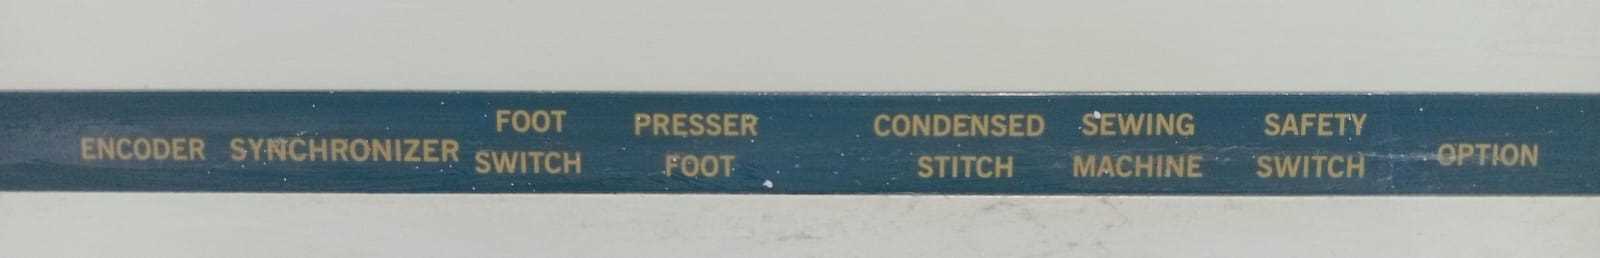 ENCODER SYNCHRONIZER
FOOT
SWITCH
PRESSER
FOOT
CONDENSED
STITCH
SEWING
MACHINE
SAFETY
SWITCH
OPTION